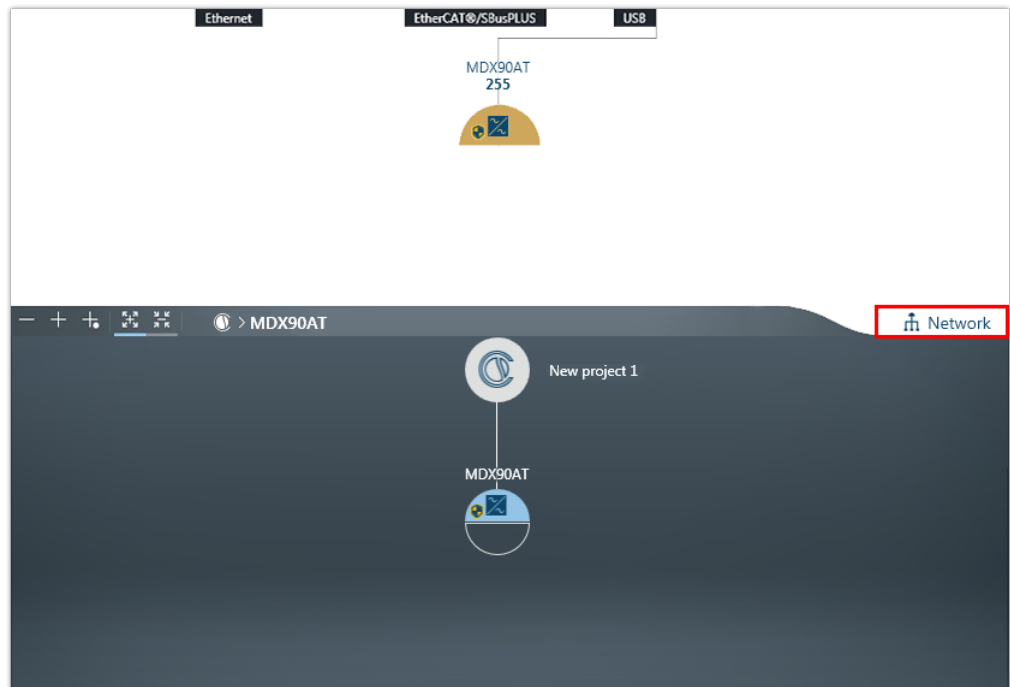 Ethernet
EtherCAT®/SBusPLUS
USB
MDX90AT
255
> MDX90AT
Network
New project 1
MDX90AT